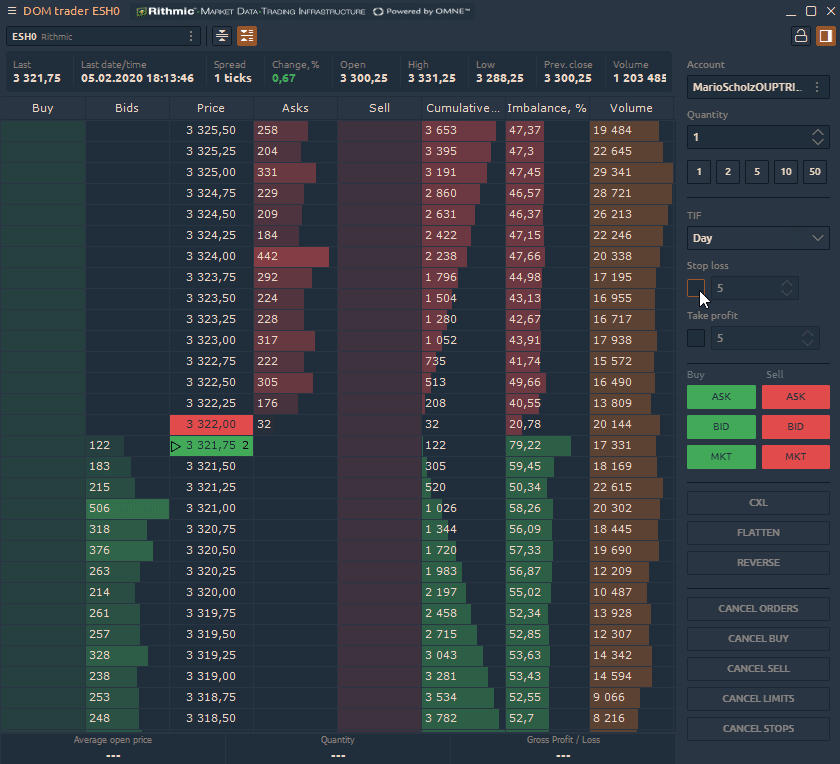 DOM trader ESH0 Rithmic - MARKET DATA-TRADING INFRASTRUCTURE Powered by OMNE™
ESH0 Rithmic
Last Last date/time Spread Change, % Open High Low Prev. close Volume
3 321,75 05.02.2020 18:13:46 1 ticks 0,67 3 300,25 3 331,25 3 288,25 3 300,25 1 203 485
Buy Bids Price Asks Sell Cumulative... Imbalance, % Volume
3 325,50 258 3 653 47,37 19 484
3 325,25 204 3 395 47,3 22 645
3 325,00 331 3 191 47,45 29 341
3 324,75 229 2 860 46,57 28 721
3 324,50 209 2 631 46,37 26 213
3 324,25 184 2 422 47,15 22 246
3 324,00 442 2 238 47,66 20 338
3 323,75 292 1 796 44,98 17 195
3 323,50 224 1 504 43,13 16 955
3 323,25 228 1 280 42,67 16 717
3 323,00 317 1 052 43,91 17 938
3 322,75 222 735 41,74 15 572
3 322,50 305 513 49,66 16 490
3 322,25 176 208 40,55 13 809
3 322,00 32 32 20,78 20 144
122 3 321,75 2 122 79,22 17 331
183 3 321,50 305 59,45 18 169
215 3 321,25 520 50,34 22 615
506 3 321,00 1 026 58,26 20 302
318 3 320,75 1 344 56,09 18 445
376 3 320,50 1 720 57,33 19 690
263 3 320,25 1 983 56,87 12 209
214 3 320,00 2 197 55,02 10 487
261 3 319,75 2 458 52,34 13 928
257 3 319,50 2 715 52,85 12 307
328 3 319,25 3 043 53,63 14 342
238 3 319,00 3 281 53,43 14 594
253 3 318,75 3 534 52,55 9 066
248 3 318,50 3 782 52,7 8 216
Average open price Quantity Gross Profit / Loss
--- --- ---
Account
MarioScholzOUPTRI...
Quantity
1
1 2 5 10 50
TIF
Day
Stop loss
5
Take profit
5
Buy Sell
ASK ASK
BID BID
MKT MKT
CXL
FLATTEN
REVERSE
CANCEL ORDERS
CANCEL BUY
CANCEL SELL
CANCEL LIMITS
CANCEL STOPS